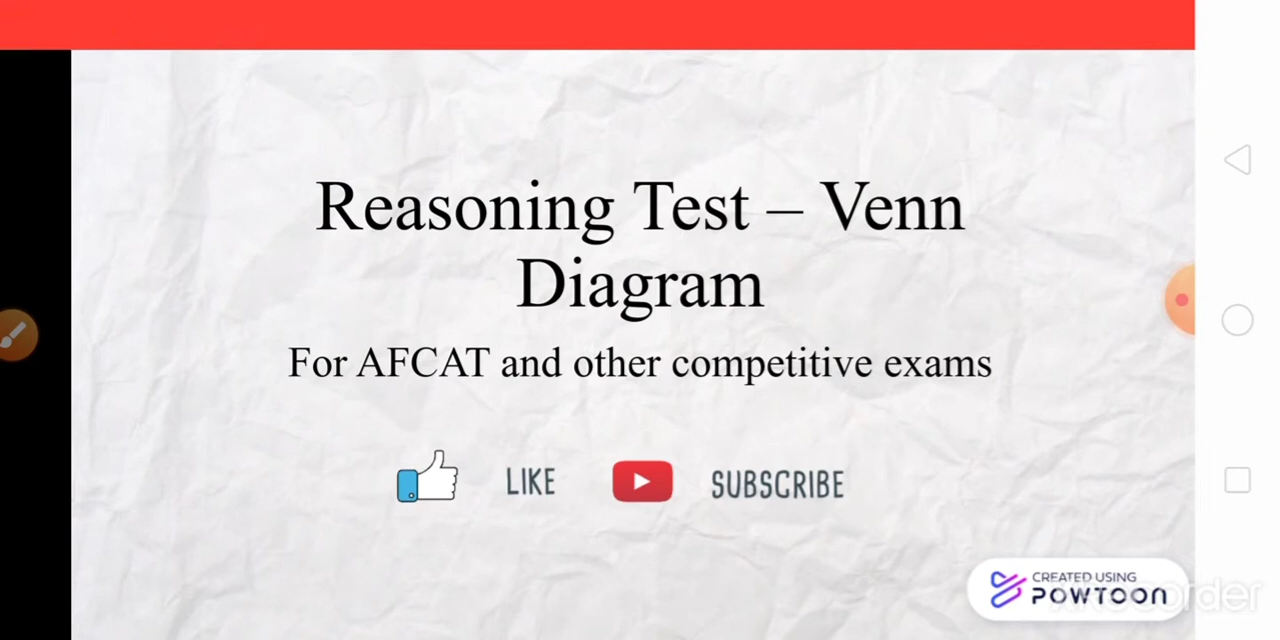 Reasoning Test – Venn
Diagram
For AFCAT and other competitive exams
LIKE
SUBSCRIBE
CREATED USING
POWTOON